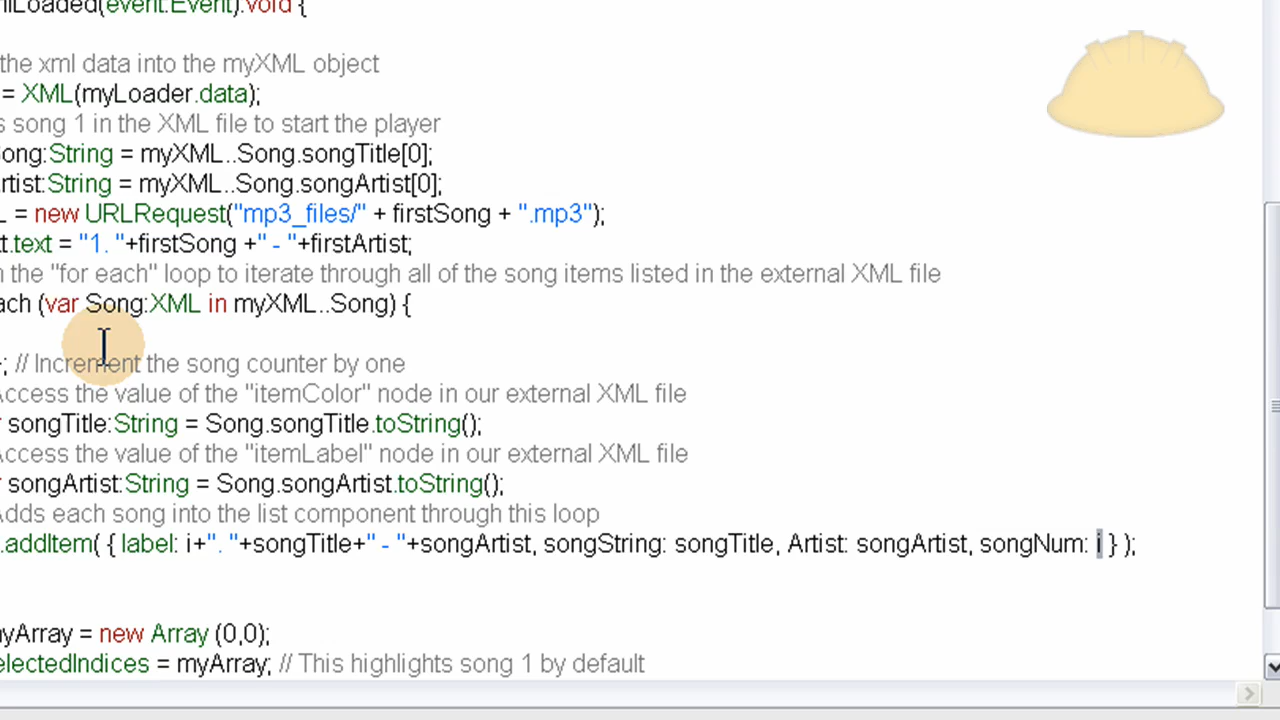 nlLoaded(event:Event):void {
the xml data into the myXML object
= XML(myLoader.data);
s song 1 in the XML file to start the player
Song:String = myXML..Song.songTitle[0];
rtist:String = myXML..Song.songArtist[0];
L = new URLRequest("mp3_files/" + firstSong + ".mp3");
t.text = "1. "+firstSong +" - "+firstArtist;
n the "for each" loop to iterate through all of the song items listed in the external XML file
ach (var Song:XML in myXML..Song) {
; // Increment the song counter by one
Access the value of the "itemColor" node in our external XML file
r songTitle:String = Song.songTitle.toString();
Access the value of the "itemLabel" node in our external XML file
r songArtist:String = Song.songArtist.toString();
Adds each song into the list component through this loop
.addItem( { label: i+". "+songTitle+" - "+songArtist, songString: songTitle, Artist: songArtist, songNum: i } );
yArray = new Array (0,0);
electedIndices = myArray; // This highlights song 1 by default